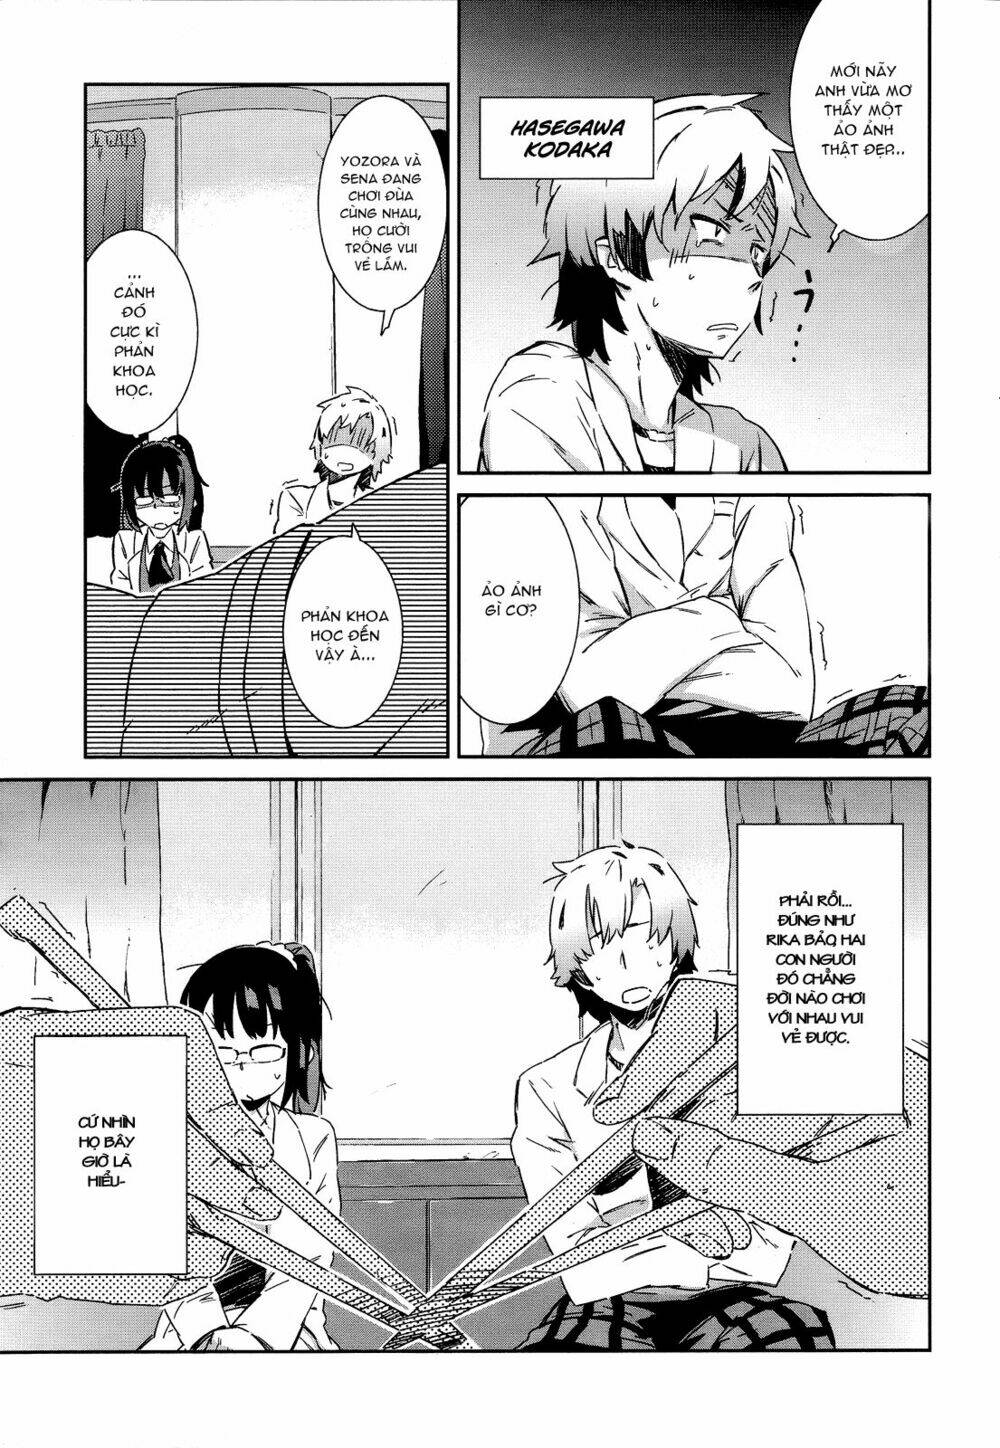 MỚI NÃY
ANH VỪA MƠ
THẤY MỘT
ẢO ẢNH
THẬT ĐẸP...
HASEGAWA
KODAKA
う...
ẢO ẢNH
GÌ CƠ?
YOZORA VÀ
SENA ĐANG
CHƠI ĐÙA
CÙNG NHAU,
HỌ CƯỜI
TRÔNG VUI
VẺ LẮM.
...
CẢNH
ĐÓ
CỰC KÌ
PHẢN
KHOA
HỌC.
PHẢN KHOA
HỌC ĐẾN
VẬY À...
PHẢI RỒI...
ĐÚNG NHƯ
RIKA BẢO, HAI
CON NGƯỜI
ĐÓ CHẲNG
ĐỜI NÀO CHƠI
VỚI NHAU VUI
VẺ ĐƯỢC.
CỨ NHÌN
HỌ BÂY
GIỜ LÀ
HIỂU-